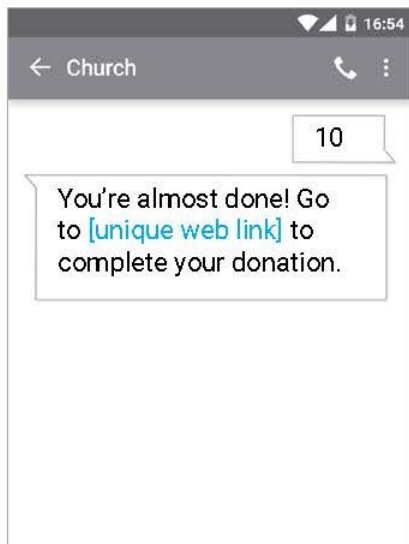 16:54
Church
10
You’re almost done! Go
to [unique web link] to
complete your donation.